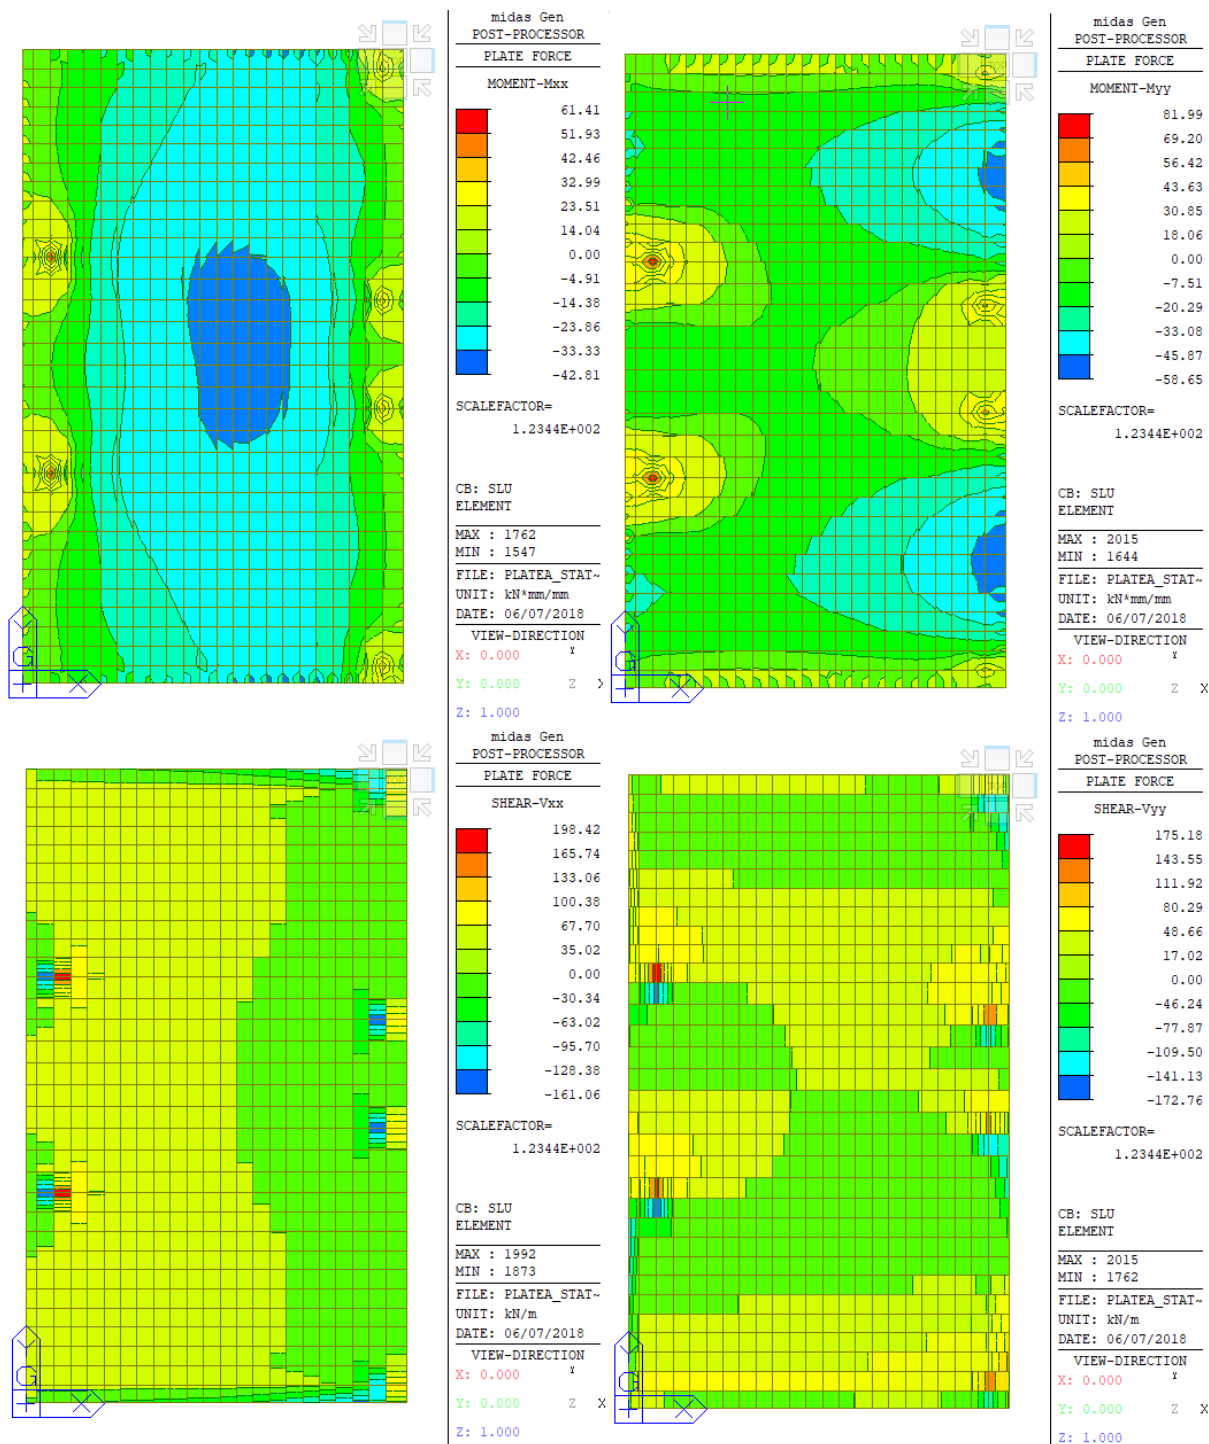 midas Gen
POST-PROCESSOR
PLATE FORCE
MOMENT-Mxx
61.41
51.93
42.46
32.99
23.51
14.04
0.00
-4.91
-14.38
-23.86
-33.33
-42.81
SCALEFACTOR=
1.2344E+002
CB: SLU
ELEMENT
MAX : 1762
MIN : 1547
FILE: PLATEA_STAT~
UNIT: kN*mm/mm
DATE: 06/07/2018
VIEW-DIRECTION
X: 0.000
Y: 0.000
Z: 1.000
Y
Z X
Y
G
X
midas Gen
POST-PROCESSOR
PLATE FORCE
MOMENT-Myy
81.99
69.20
56.42
43.63
30.85
18.06
0.00
-7.51
-20.29
-33.08
-45.87
-58.65
SCALEFACTOR=
1.2344E+002
CB: SLU
ELEMENT
MAX : 2015
MIN : 1644
FILE: PLATEA_STAT~
UNIT: kN*mm/mm
DATE: 06/07/2018
VIEW-DIRECTION
X: 0.000
Y: 0.000
Z: 1.000
Y
Z X
Y
G
X
midas Gen
POST-PROCESSOR
PLATE FORCE
SHEAR-Vxx
198.42
165.74
133.06
100.38
67.70
35.02
0.00
-30.34
-63.02
-95.70
-128.38
-161.06
SCALEFACTOR=
1.2344E+002
CB: SLU
ELEMENT
MAX : 1992
MIN : 1873
FILE: PLATEA_STAT~
UNIT: kN/m
DATE: 06/07/2018
VIEW-DIRECTION
X: 0.000
Y: 0.000
Z: 1.000
Y
Z X
Y
G
X
midas Gen
POST-PROCESSOR
PLATE FORCE
SHEAR-Vyy
175.18
143.55
111.92
80.29
48.66
17.02
0.00
-46.24
-77.87
-109.50
-141.13
-172.76
SCALEFACTOR=
1.2344E+002
CB: SLU
ELEMENT
MAX : 2015
MIN : 1762
FILE: PLATEA_STAT~
UNIT: kN/m
DATE: 06/07/2018
VIEW-DIRECTION
X: 0.000
Y: 0.000
Z: 1.000
Y
Z X
Y
G
X